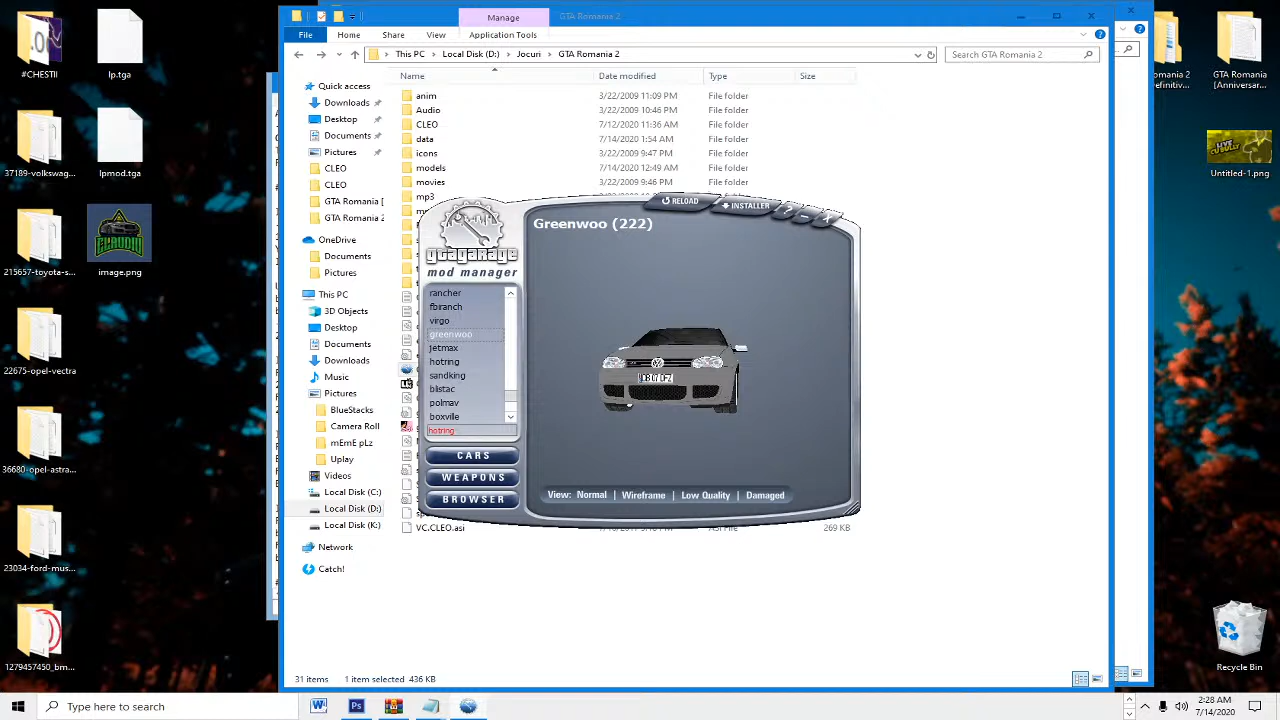 #CHESTII
lp.tga
7189-volkswag...
lpmod.tga
215657-toyota-s...
image.png
22675-opel-vectra
36680-opel-astra...
23034-ford-mus...
1279457450_bm...
Manage
GTA Romania 2
File
Home
Share
View
Application Tools
This PC
Local Disk (D:)
Jocuri
GTA Romania 2
Search GTA Romania 2
Name
Date modified
Type
Size
Quick access
Downloads
Desktop
Documents
Pictures
CLEO
CLEO
GTA Romania [
GTA Romania 2
OneDrive
Documents
Pictures
This PC
3D Objects
Desktop
Documents
Downloads
Music
Pictures
BlueStacks
Camera Roll
mEmE pLz
Uplay
Videos
Local Disk (C:)
Local Disk (D:)
Local Disk (K:)
Network
Catch!
anim 3/22/2009 11:09 PM File folder
Audio 3/22/2009 10:46 PM File folder
CLEO 7/12/2020 11:36 AM File folder
data 7/14/2020 1:54 AM File folder
icons 3/22/2009 9:47 PM File folder
models 7/14/2020 12:49 AM File folder
movies 3/22/2009 9:46 PM File folder
mp3
VC.CLEO.asi
269 KB
RELOAD
INSTALLER
?
mod manager
Greenwoo (222)
rancher
fbiranch
virgo
greenwoo
jetmax
hotring
sandking
blistac
polmav
boxville
hotring
CARS
WEAPONS
BROWSER
View: Normal | Wireframe | Low Quality | Damaged
31 items
1 item selected 436 KB
GTA Romania
[Anniversar...
LIVE
CU BULLY
Untitled-1.png
Recycle Bin
Type here to search
2:28 AM
7/14/2020